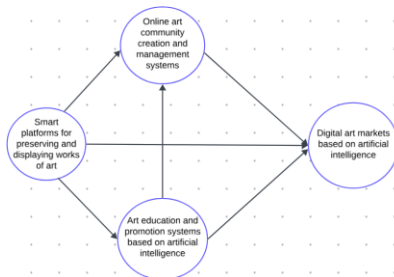 Online art
community
creation and
management
systems
Smart
platforms for
preserving and
displaying works
of art
Digital art markets
based on artificial
intelligence
Art education and
promotion systems
based on artificial
intelligence